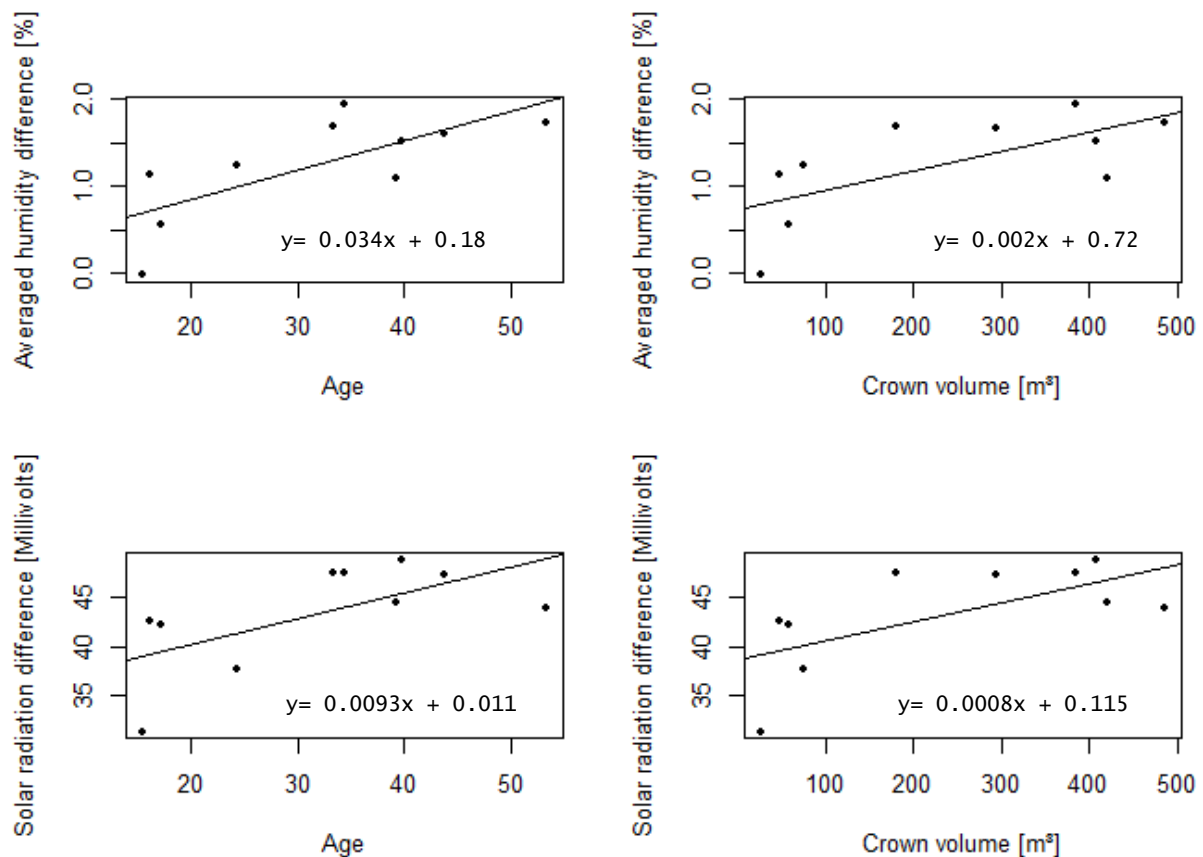 Averaged humidity difference [%]
2.0
1.0
0.0
y= 0.034x + 0.18
20 30 40 50
Age
Averaged humidity difference [%]
2.0
1.0
0.0
y= 0.002x + 0.72
100 200 300 400 500
Crown volume [m³]
Solar radiation difference [Millivolts]
45
40
35
y= 0.0093x + 0.011
20 30 40 50
Age
Solar radiation difference [Millivolts]
45
40
35
y= 0.0008x + 0.115
100 200 300 400 500
Crown volume [m³]